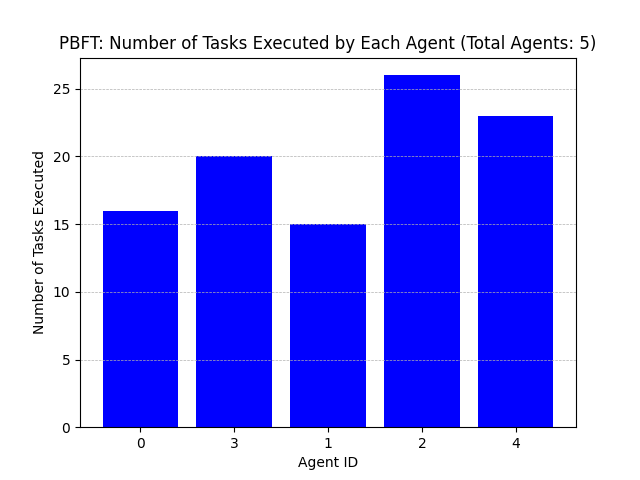 PBFT: Number of Tasks Executed by Each Agent (Total Agents: 5)
Number of Tasks Executed
25
20
15
10
5
0
0 3 1 2 4
Agent ID